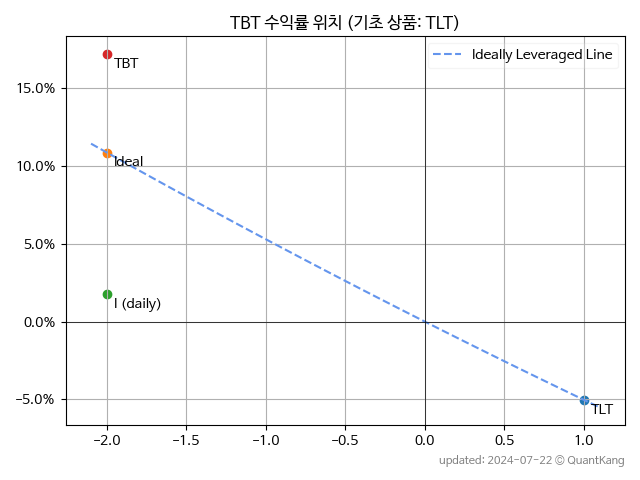 TBT 수익률 위치 (기초 상품: TLT)
Ideally Leveraged Line
15.0%
10.0%
5.0%
0.0%
−5.0%
TBT
Ideal
I (daily)
TLT
−2.0 −1.5 −1.0 −0.5 0.0 0.5 1.0
updated: 2024-07-22 © QuantKang